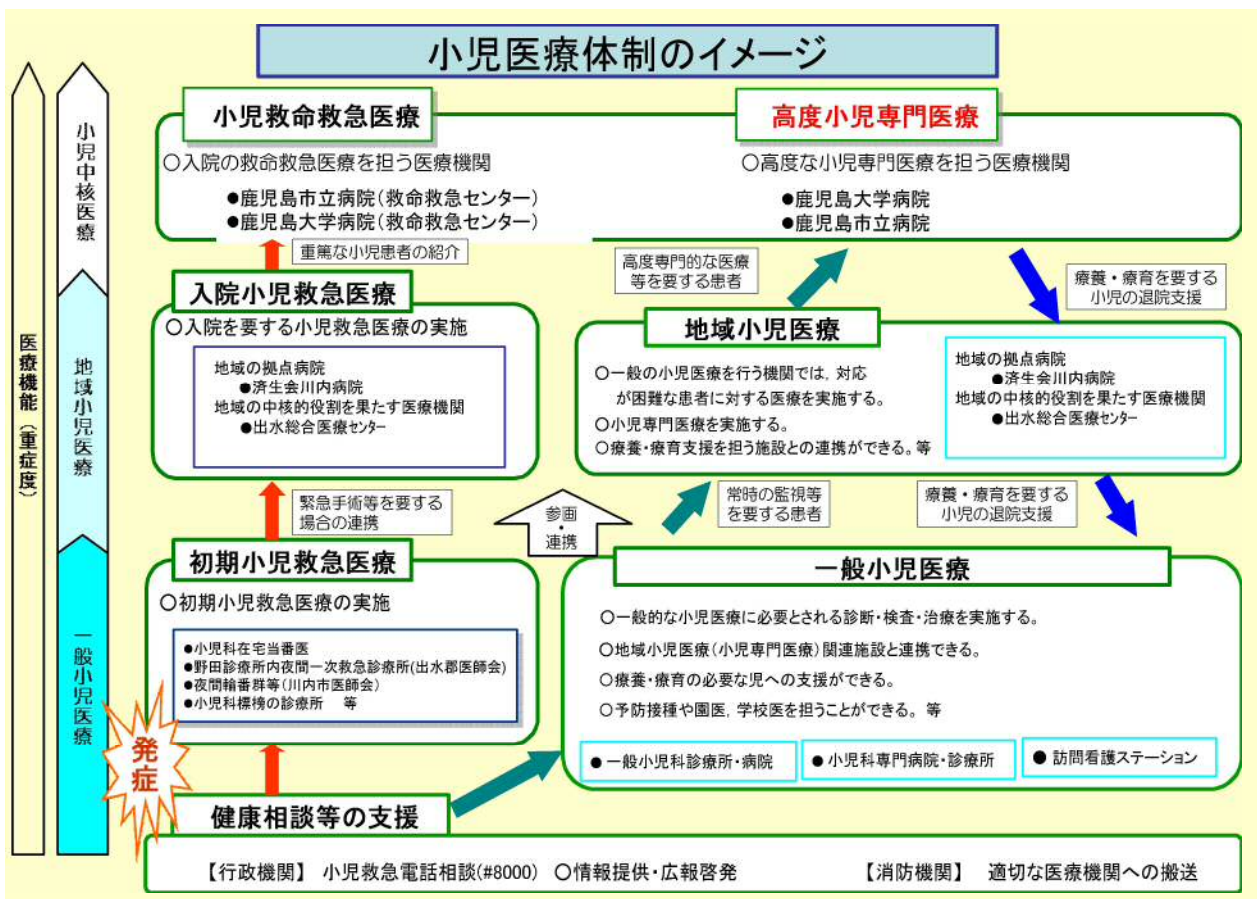 小児医療体制のイメージ
医療機能（重症度）
小児中核医療
地域小児医療
一般小児医療
小児救命救急医療
○入院の救命救急医療を担う医療機関
●鹿児島市立病院(救命救急センター)
●鹿児島大学病院(救命救急センター)
高度小児専門医療
○高度な小児専門医療を担う医療機関
●鹿児島大学病院
●鹿児島市立病院
重篤な小児患者の紹介
高度専門的な医療
等を要する患者
療養・療育を要する
小児の退院支援
入院小児救急医療
○入院を要する小児救急医療の実施
地域の拠点病院
●済生会川内病院
地域の中核的役割を果たす医療機関
●出水総合医療センター
地域小児医療
○一般の小児医療を行う機関では，対応
が困難な患者に対する医療を実施する。
○小児専門医療を実施する。
○療養・療育支援を担う施設との連携ができる。等
地域の拠点病院
●済生会川内病院
地域の中核的役割を果たす医療機関
●出水総合医療センター
緊急手術等を要する
場合の連携
参画
・
連携
常時の監視等
を要する患者
療養・療育を要する
小児の退院支援
初期小児救急医療
○初期小児救急医療の実施
●小児科在宅当番医
●野田診療所内夜間一次救急診療所(出水郡医師会)
●夜間輪番群等(川内市医師会)
●小児科標榜の診療所　等
一般小児医療
○一般的な小児医療に必要とされる診断・検査・治療を実施する。
○地域小児医療(小児専門医療)関連施設と連携できる。
○療養・療育の必要な児への支援ができる。
○予防接種や園医，学校医を担うことができる。等
●一般小児科診療所・病院
●小児科専門病院・診療所
●訪問看護ステーション
発症
健康相談等の支援
【行政機関】　小児救急電話相談(#8000)　○情報提供・広報啓発
【消防機関】　適切な医療機関への搬送